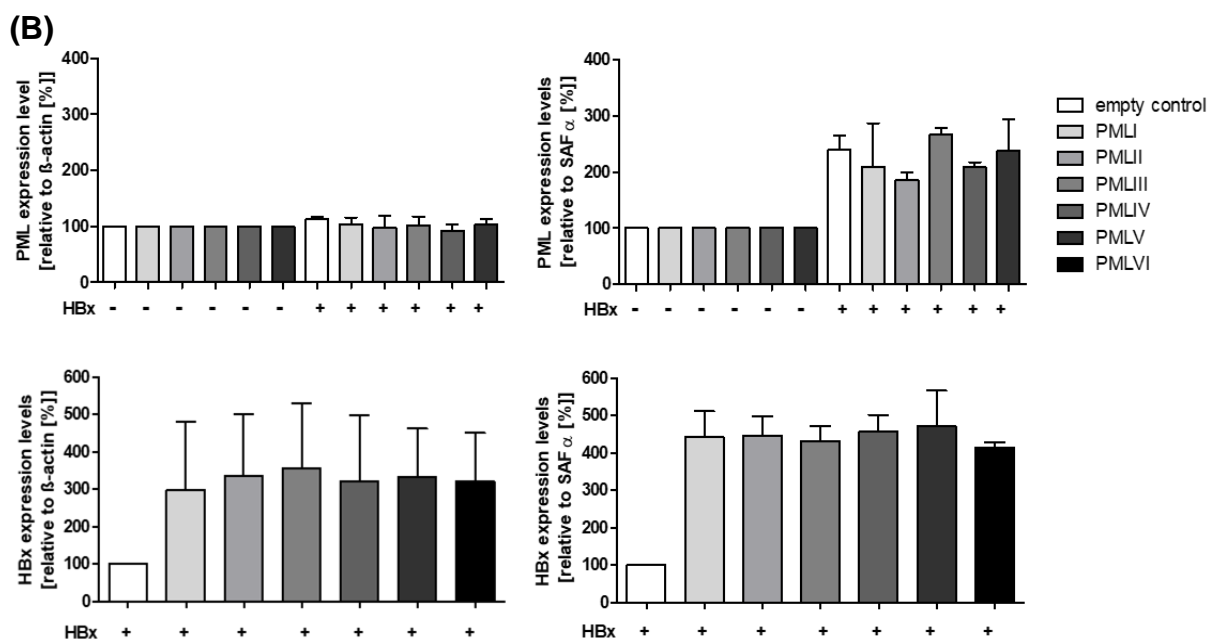 (B)
PML expression level
[relative to ß-actin [%]]
400
300
200
100
0
HBx - - - - - - + + + + + +
PML expression levels
[relative to SAF α [%]]
400
300
200
100
0
HBx - - - - - - + + + + + +
empty control
PMLI
PMLII
PMLIII
PMLIV
PMLV
PMLVI
HBx expression levels
[relative to ß-actin [%]]
600
500
400
300
200
100
0
HBx + + + + + + +
HBx expression levels
[relative to SAF α [%]]
600
500
400
300
200
100
0
HBx + + + + + + +